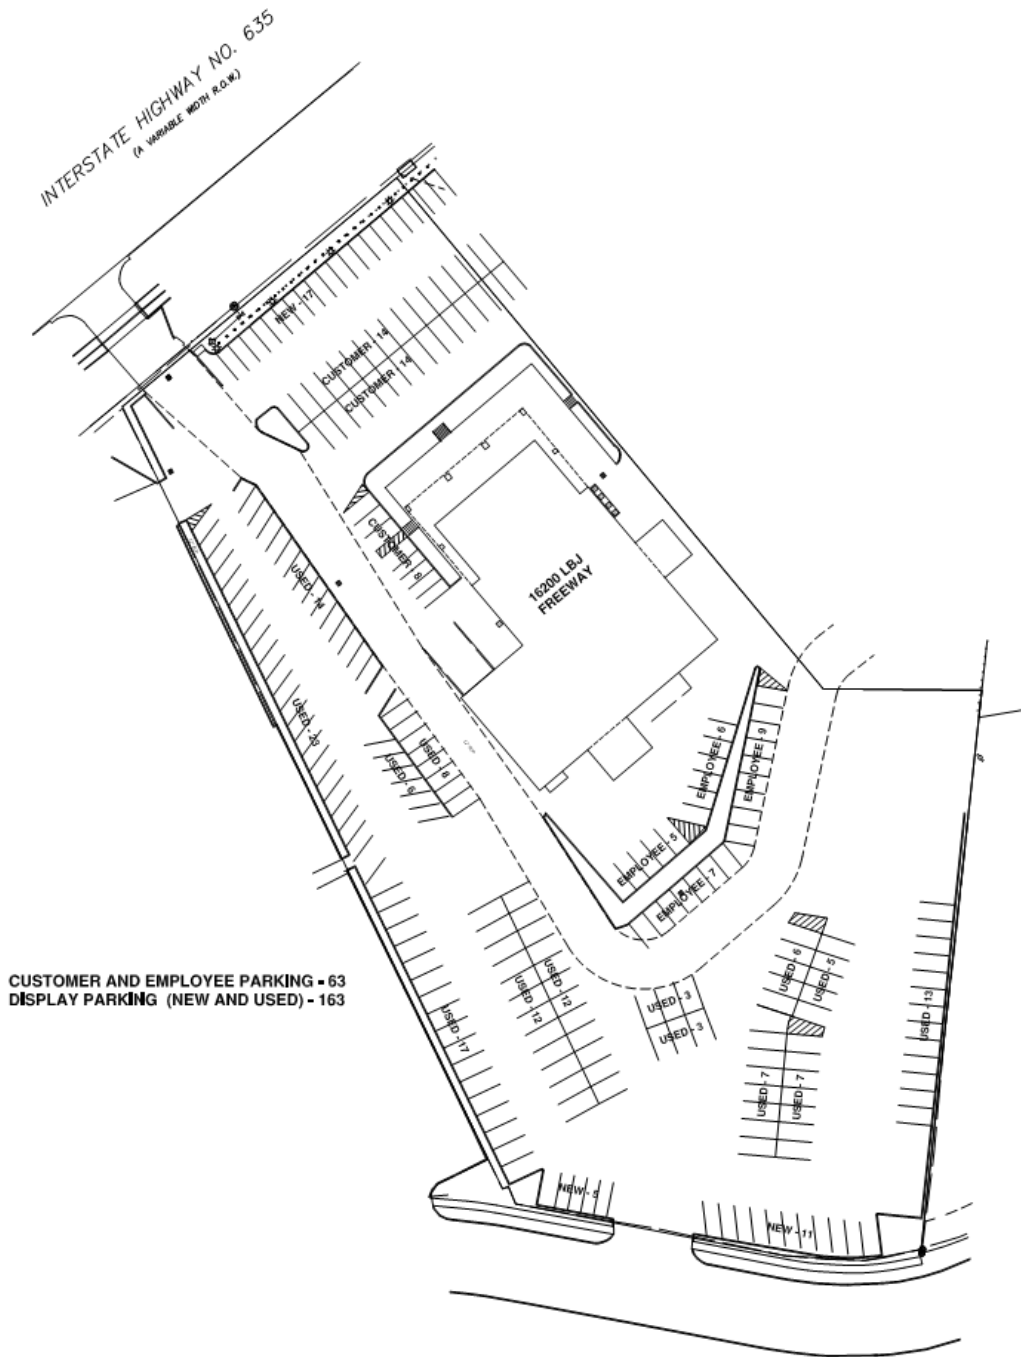 INTERSTATE HIGHWAY NO. 635
(A VARIABLE WIDTH R.O.W.)
NEW - 17
CUSTOMER - 14
CUSTOMER - 14
CUSTOMER 8
16200 LBJ
FREEWAY
USED - 14
USED - 23
USED - 8
USED - 6
EMPLOYEE - 6
EMPLOYEE - 9
EMPLOYEE - 5
EMPLOYEE - 7
USED - 6
USED - 5
USED - 12
USED - 12
CUSTOMER AND EMPLOYEE PARKING - 63
DISPLAY PARKING (NEW AND USED) - 163
USED - 3
USED - 3
USED - 13
USED - 17
USED - 7
USED - 7
NEW - 5
NEW - 11